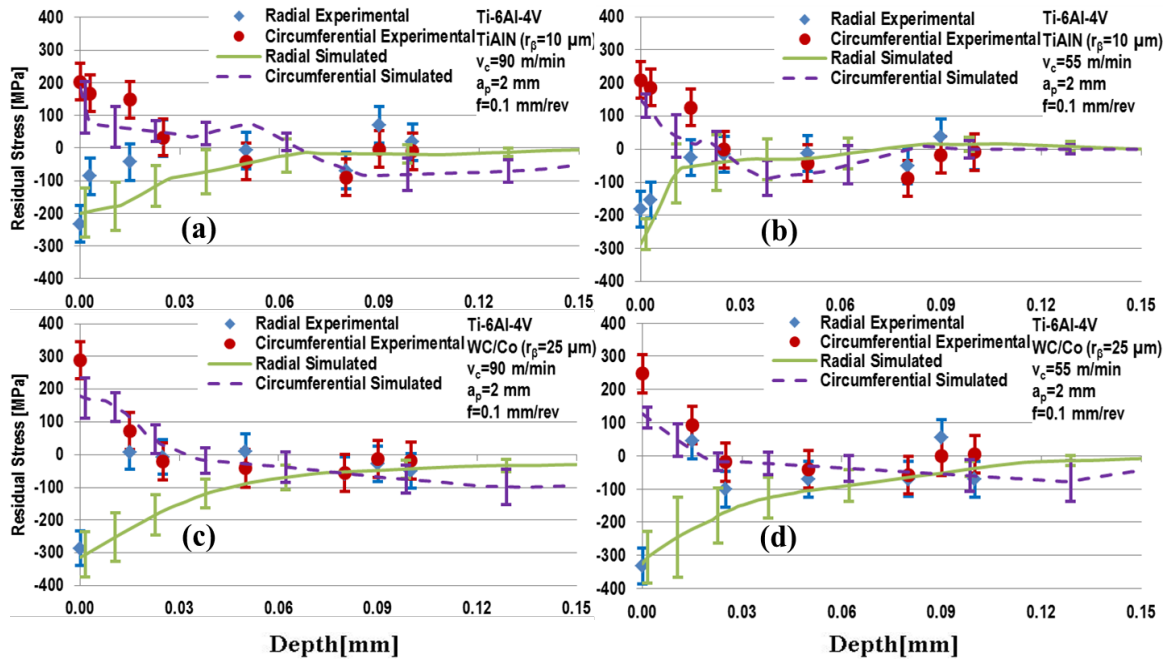 Residual Stress [MPa]
400
300
200
100
0
-100
-200
-300
-400
0.00
0.03
0.06
0.09
0.12
0.15
Radial Experimental
Circumferential Experimental
Radial Simulated
Circumferential Simulated
Ti-6Al-4V
TiAlN (rβ=10 µm)
vc=90 m/min
ap=2 mm
f=0.1 mm/rev
(a)
400
300
200
100
0
-100
-200
-300
-400
0.00
0.03
0.06
0.09
0.12
0.15
Radial Experimental
Circumferential Experimental
Radial Simulated
Circumferential Simulated
Ti-6Al-4V
TiAlN (rβ=10 µm)
vc=55 m/min
ap=2 mm
f=0.1 mm/rev
(b)
Residual Stress [MPa]
400
300
200
100
0
-100
-200
-300
-400
0.00
0.03
0.06
0.09
0.12
0.15
Radial Experimental
Circumferential Experimental
Radial Simulated
Circumferential Simulated
Ti-6Al-4V
WC/Co (rβ=25 µm)
vc=90 m/min
ap=2 mm
f=0.1 mm/rev
(c)
Depth[mm]
400
300
200
100
0
-100
-200
-300
-400
0.00
0.03
0.06
0.09
0.12
0.15
Radial Experimental
Circumferential Experimental
Radial Simulated
Circumferential Simulated
Ti-6Al-4V
WC/Co (rβ=25 µm)
vc=55 m/min
ap=2 mm
f=0.1 mm/rev
(d)
Depth[mm]